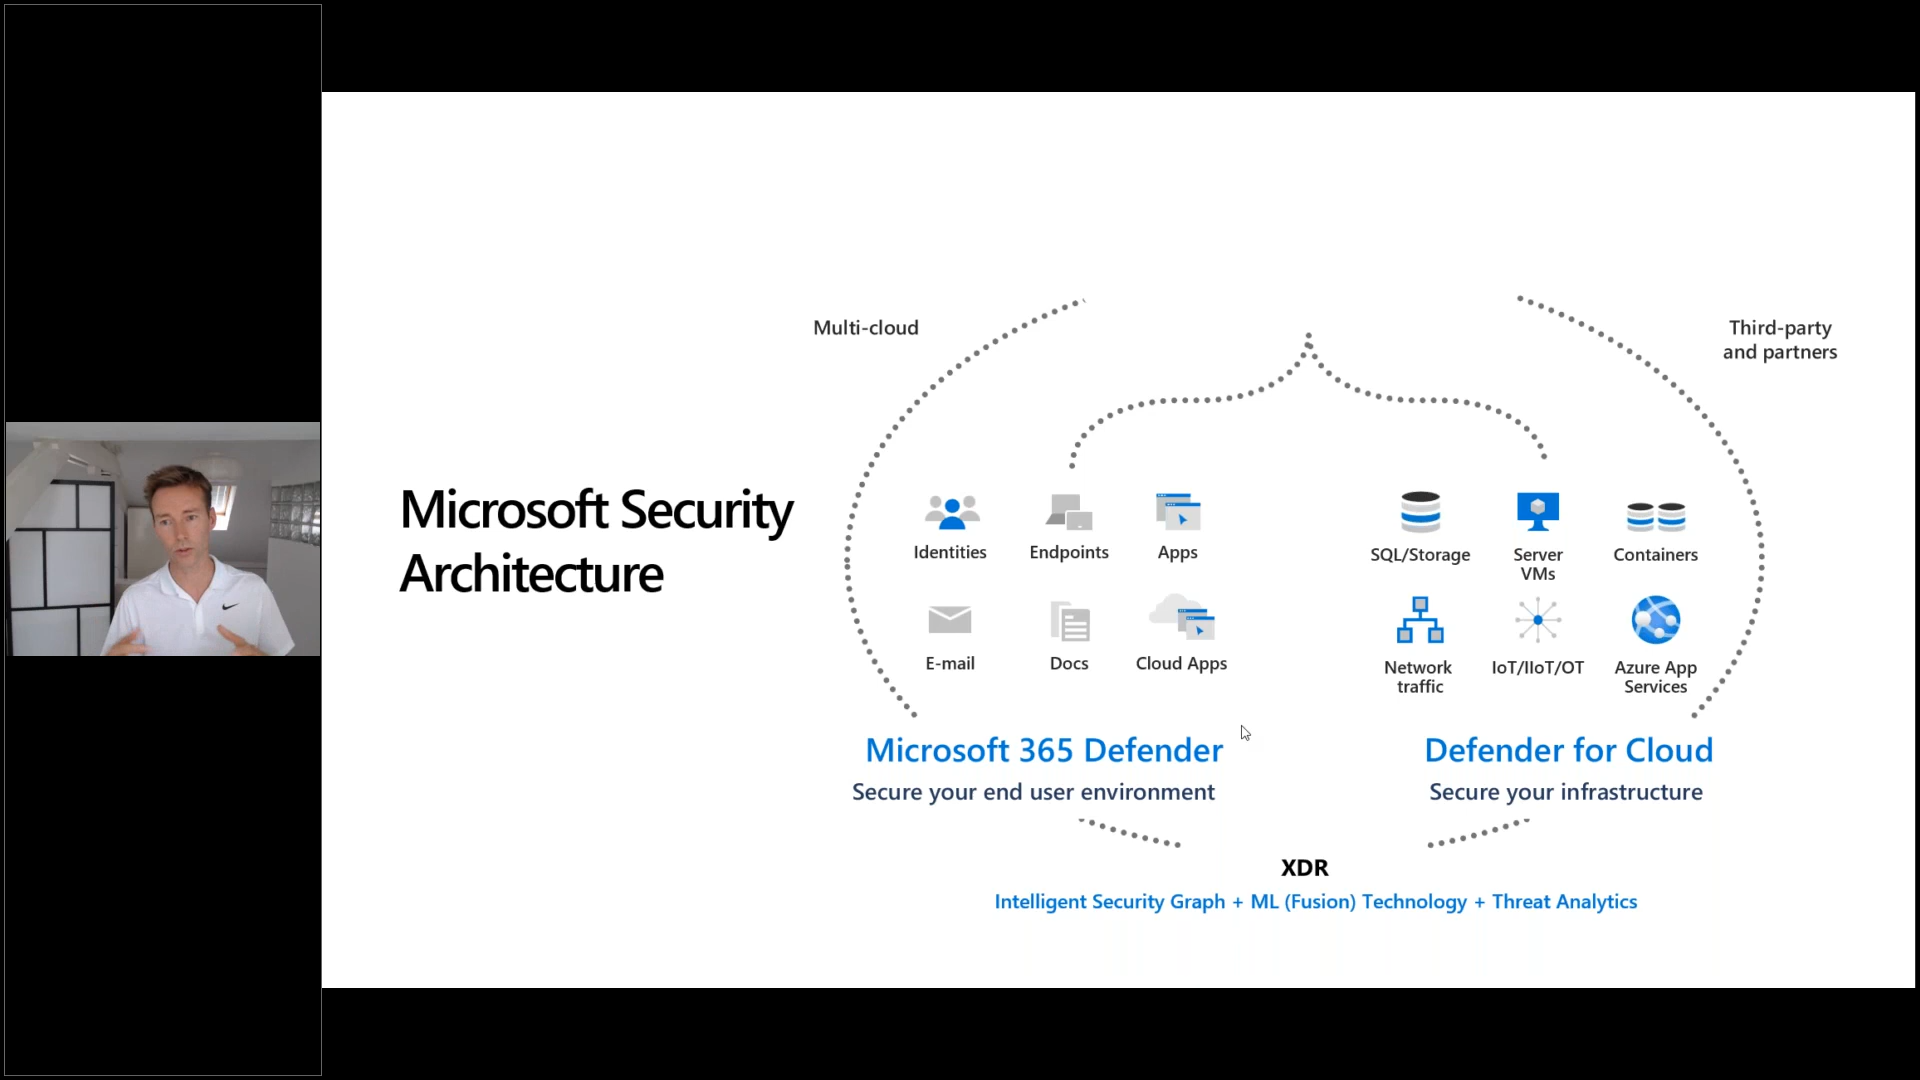 Multi-cloud
Third-party
and partners
Microsoft Security
Architecture
Identities
Endpoints
Apps
E-mail
Docs
Cloud Apps
Microsoft 365 Defender
Secure your end user environment
SQL/Storage
Server
VMs
Containers
Network
traffic
IoT/IIoT/OT
Azure App
Services
Defender for Cloud
Secure your infrastructure
XDR
Intelligent Security Graph + ML (Fusion) Technology + Threat Analytics